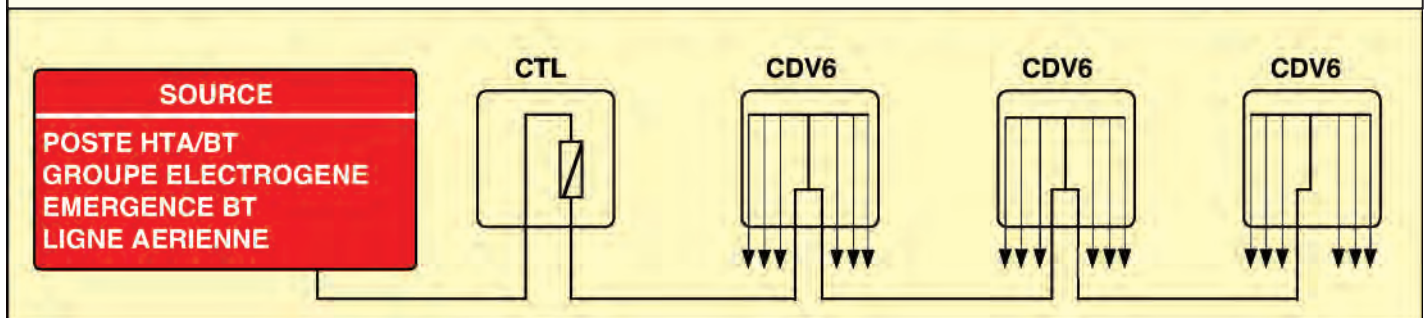 SOURCE
POSTE HTA/BT
GROUPE ELECTROGENE
EMERGENCE BT
LIGNE AERIENNE
CTL
CDV6
CDV6
CDV6